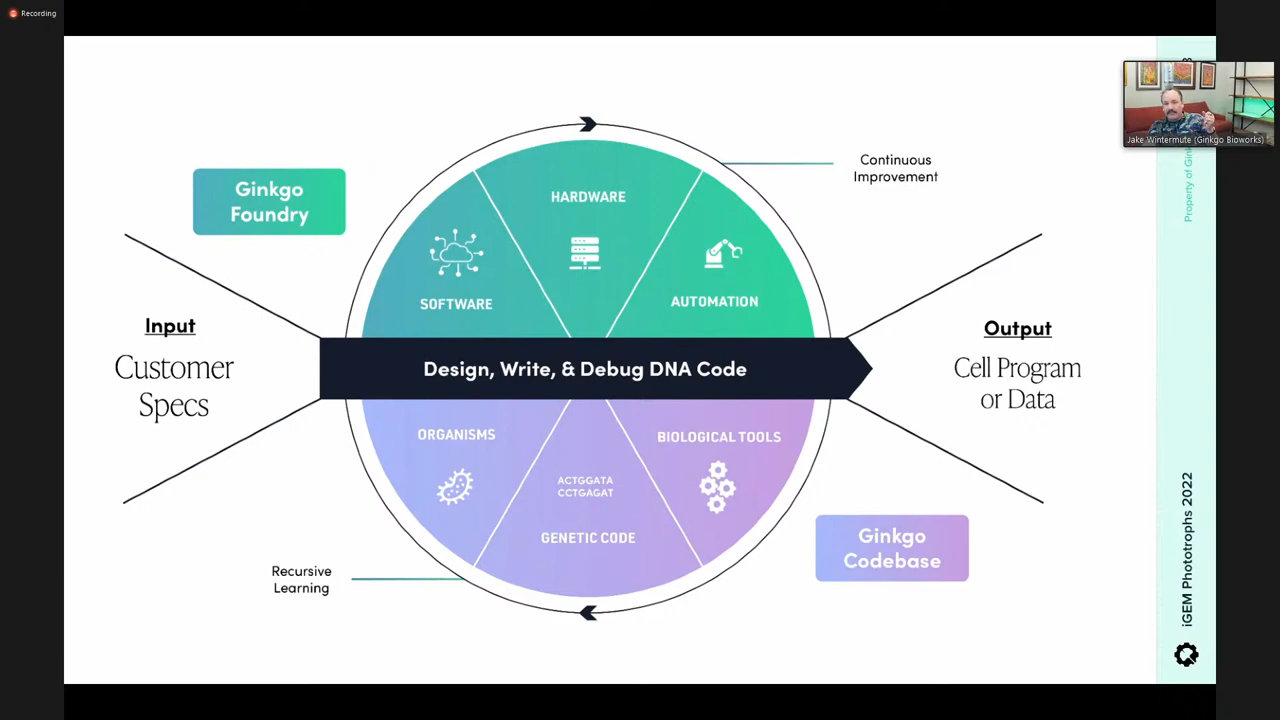 Recording
Jake Wintermute (Ginkgo Bioworks)
Ginkgo
Foundry
HARDWARE
Continuous
Improvement
SOFTWARE
AUTOMATION
Input
Customer
Specs
Design, Write, & Debug DNA Code
Output
Cell Program
or Data
ORGANISMS
BIOLOGICAL TOOLS
ACTGGATA
CCTGAGAT
GENETIC CODE
Ginkgo
Codebase
Recursive
Learning
Property of
iGEM Phototrophs 2022